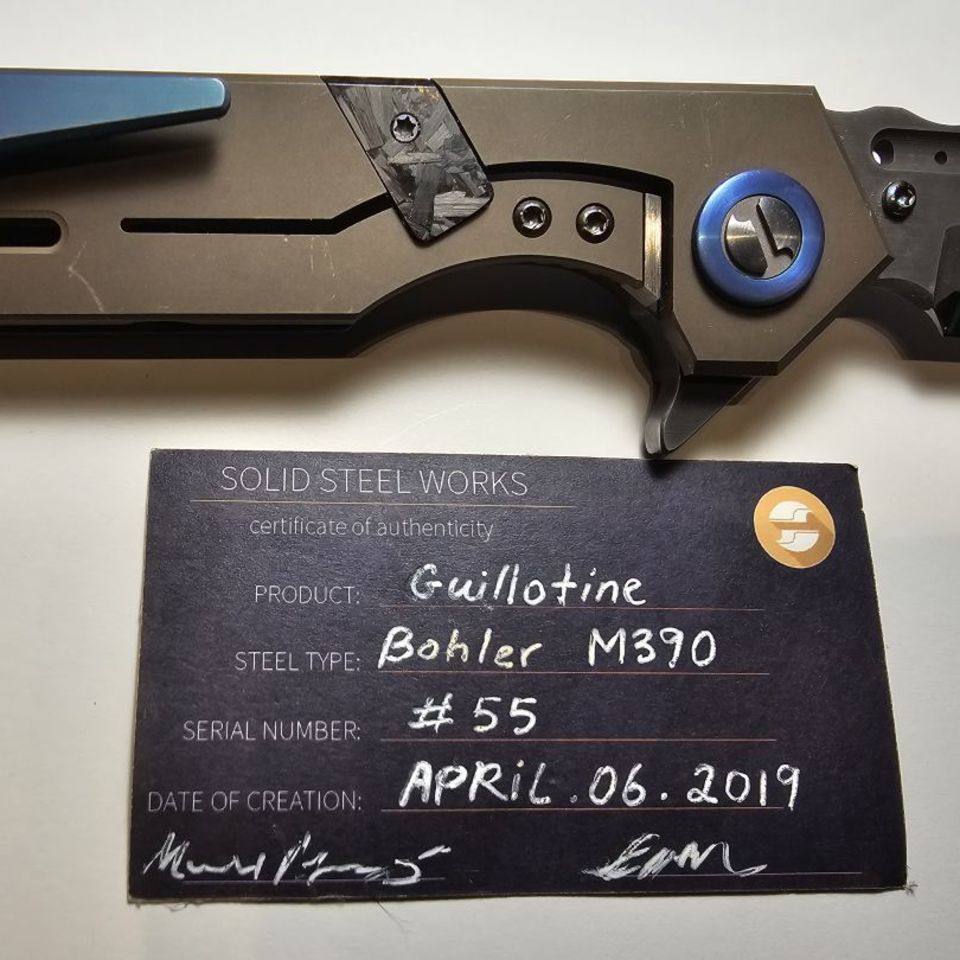 SOLID STEEL WORKS
certificate of authenticity
PRODUCT: Guillotine
STEEL TYPE: Bohler M390
SERIAL NUMBER: #55
DATE OF CREATION: APRiL.06.2019